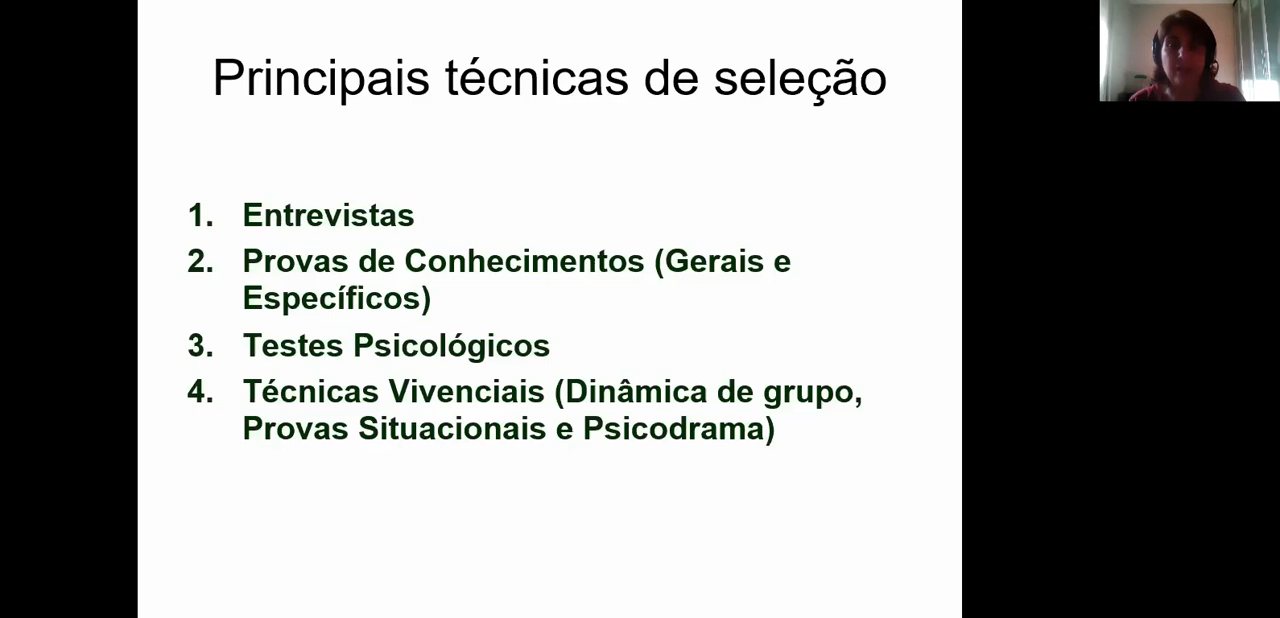 Principais técnicas de seleção
1. Entrevistas
2. Provas de Conhecimentos (Gerais e
Específicos)
3. Testes Psicológicos
4. Técnicas Vivenciais (Dinâmica de grupo,
Provas Situacionais e Psicodrama)